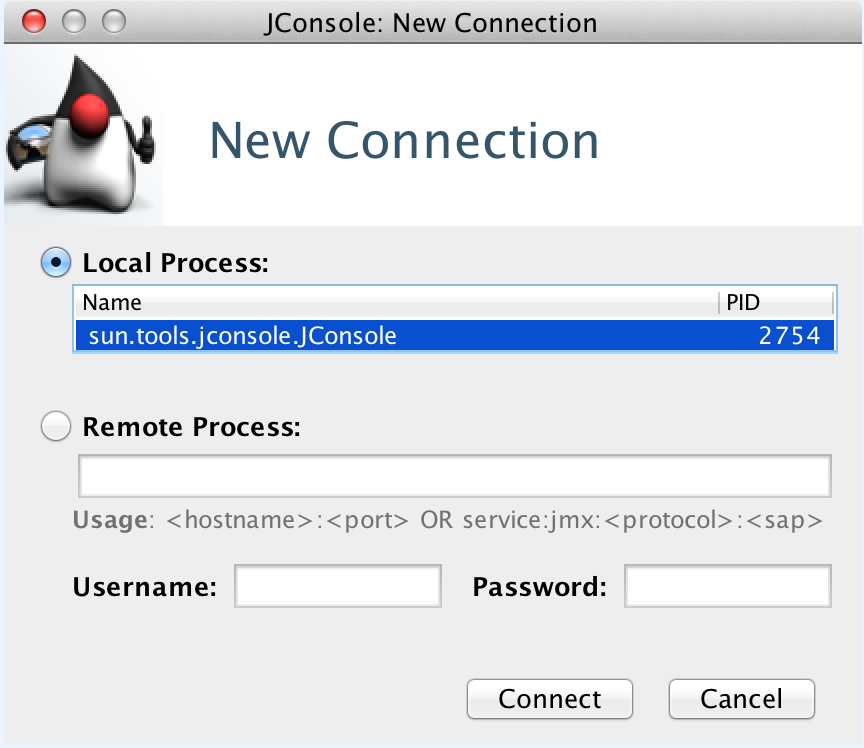 JConsole: New Connection
New Connection
Local Process:
Name PID
sun.tools.jconsole.JConsole 2754
Remote Process:
Usage: <hostname>:<port> OR service:jmx:<protocol>:<sap>
Username: Password:
Connect Cancel